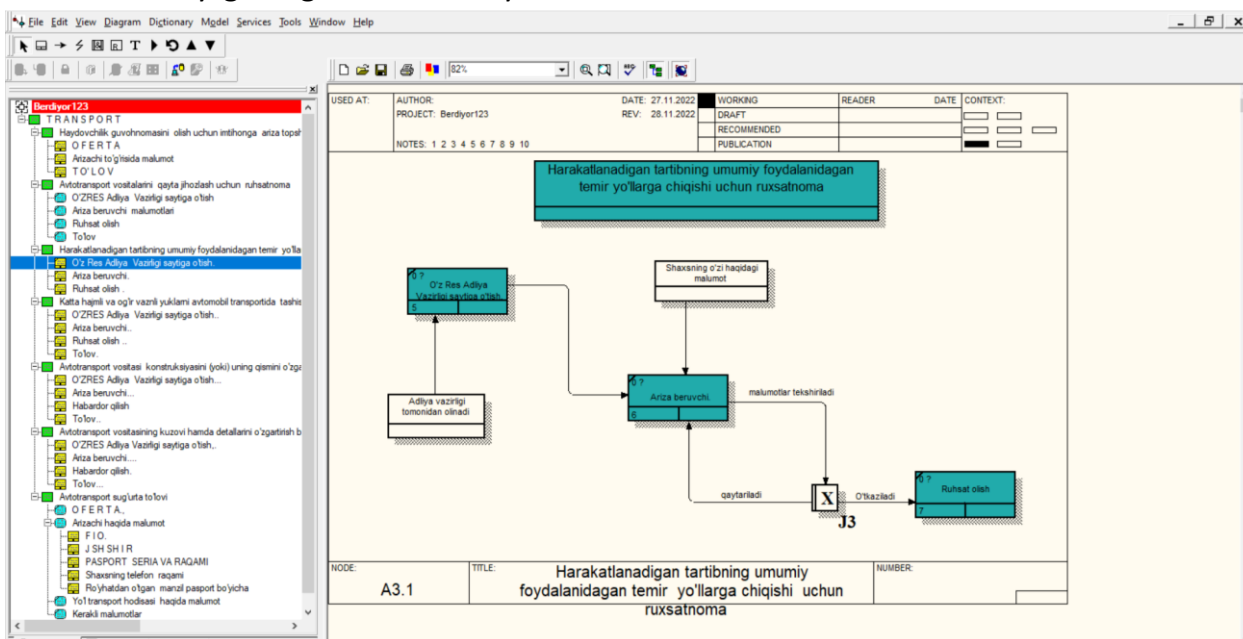 File Edit View Diagram Dictionary Model Services Tools Window Help
82%
Berdiyor123
TRANSPORT
Haydovchilik guvohnomasini olish uchun imtihonga ariza topsh
OFERTA
Arizachi to'g'risida malumot
TO'LOV
Avtotransport vositalarini qayta jihozlash uchun ruhsatnoma
O'ZRES Adliya Vazirligi saytiga o'tish
Ariza beruvchi malumotlari
Ruhsat olish
To'lov
Harakatlanadigan tartibning umumiy foydalanidagan temir yo'lla
O'z Res Adliya Vazirligi saytiga o'tish.
Ariza beruvchi.
Ruhsat olish .
Katta hajmli va og'ir vaznli yuklarni avtomobil transportida tashis
O'ZRES Adliya Vazirligi saytiga o'tish..
Ariza beruvchi..
Ruhsat olish ..
To'lov.
Avtotransport vositasi konstruksiyasini (yoki) uning qismini o'zga
O'ZRES Adliya Vazirligi saytiga o'tish...
Ariza beruvchi...
Habardor qilish
To'lov..
Avtotransport vositasining kuzovi hamda detallarini o'zgartirish b
O'ZRES Adliya Vazirligi saytiga o'tish,.
Ariza beruvchi....
Habardor qilish.
To'lov...
Avtotransport sug'urta to'lovi
OFERTA.,
Arizachi haqida malumot
F I O.
J SH SH I R
PASPORT SERIA VA RAQAMI
Shaxsning telefon raqami
Ro'yhatdan o'tgan manzil pasport bo'yicha
Yo'l transport hodisasi haqida malumot
Kerakli malumotlar
USED AT: AUTHOR: DATE: 27.11.2022 WORKING READER DATE CONTEXT:
PROJECT: Berdiyor123 REV: 28.11.2022 DRAFT
RECOMMENDED
NOTES: 1 2 3 4 5 6 7 8 9 10 PUBLICATION
Harakatlanadigan tartibning umumiy foydalanidagan
temir yo'llarga chiqishi uchun ruxsatnoma
0 ?
O'z Res Adliya
Vazirligi saytiga o'tish.
5
Shaxsning o'zi haqidagi
malumot
Adliya vazirligi
tomonidan olinadi
0 ?
Ariza beruvchi.
6
malumotlar tekshiriladi
qaytariladi
X
J3
O'tkaziladi
0 ?
Ruhsat olish
7
NODE: TITLE: NUMBER:
A3.1
Harakatlanadigan tartibning umumiy
foydalanidagan temir yo'llarga chiqishi uchun
ruxsatnoma